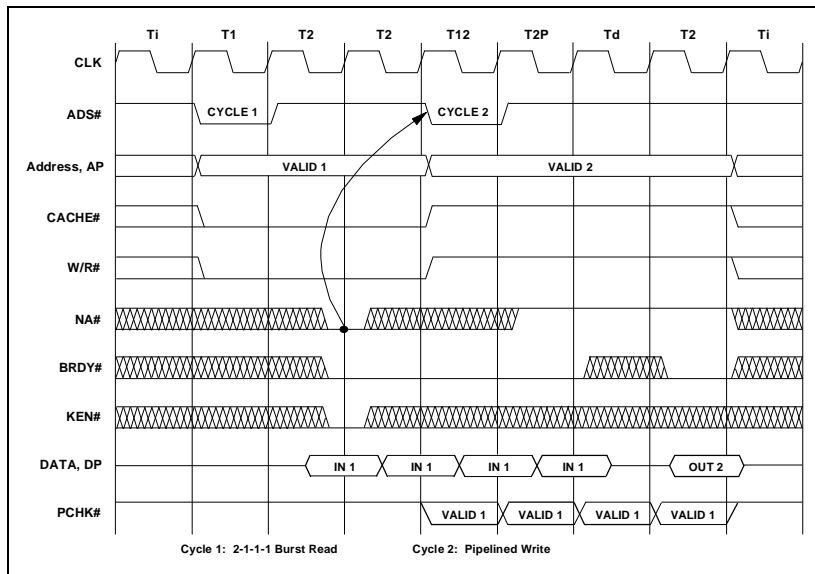 Ti T1 T2 T2 T12 T2P Td T2 Ti
CLK
ADS# CYCLE 1 CYCLE 2
Address, AP VALID 1 VALID 2
CACHE#
W/R#
NA#
BRDY#
KEN#
DATA, DP IN 1 IN 1 IN 1 IN 1 OUT 2
PCHK# VALID 1 VALID 1 VALID 1 VALID 1
Cycle 1: 2-1-1-1 Burst Read Cycle 2: Pipelined Write